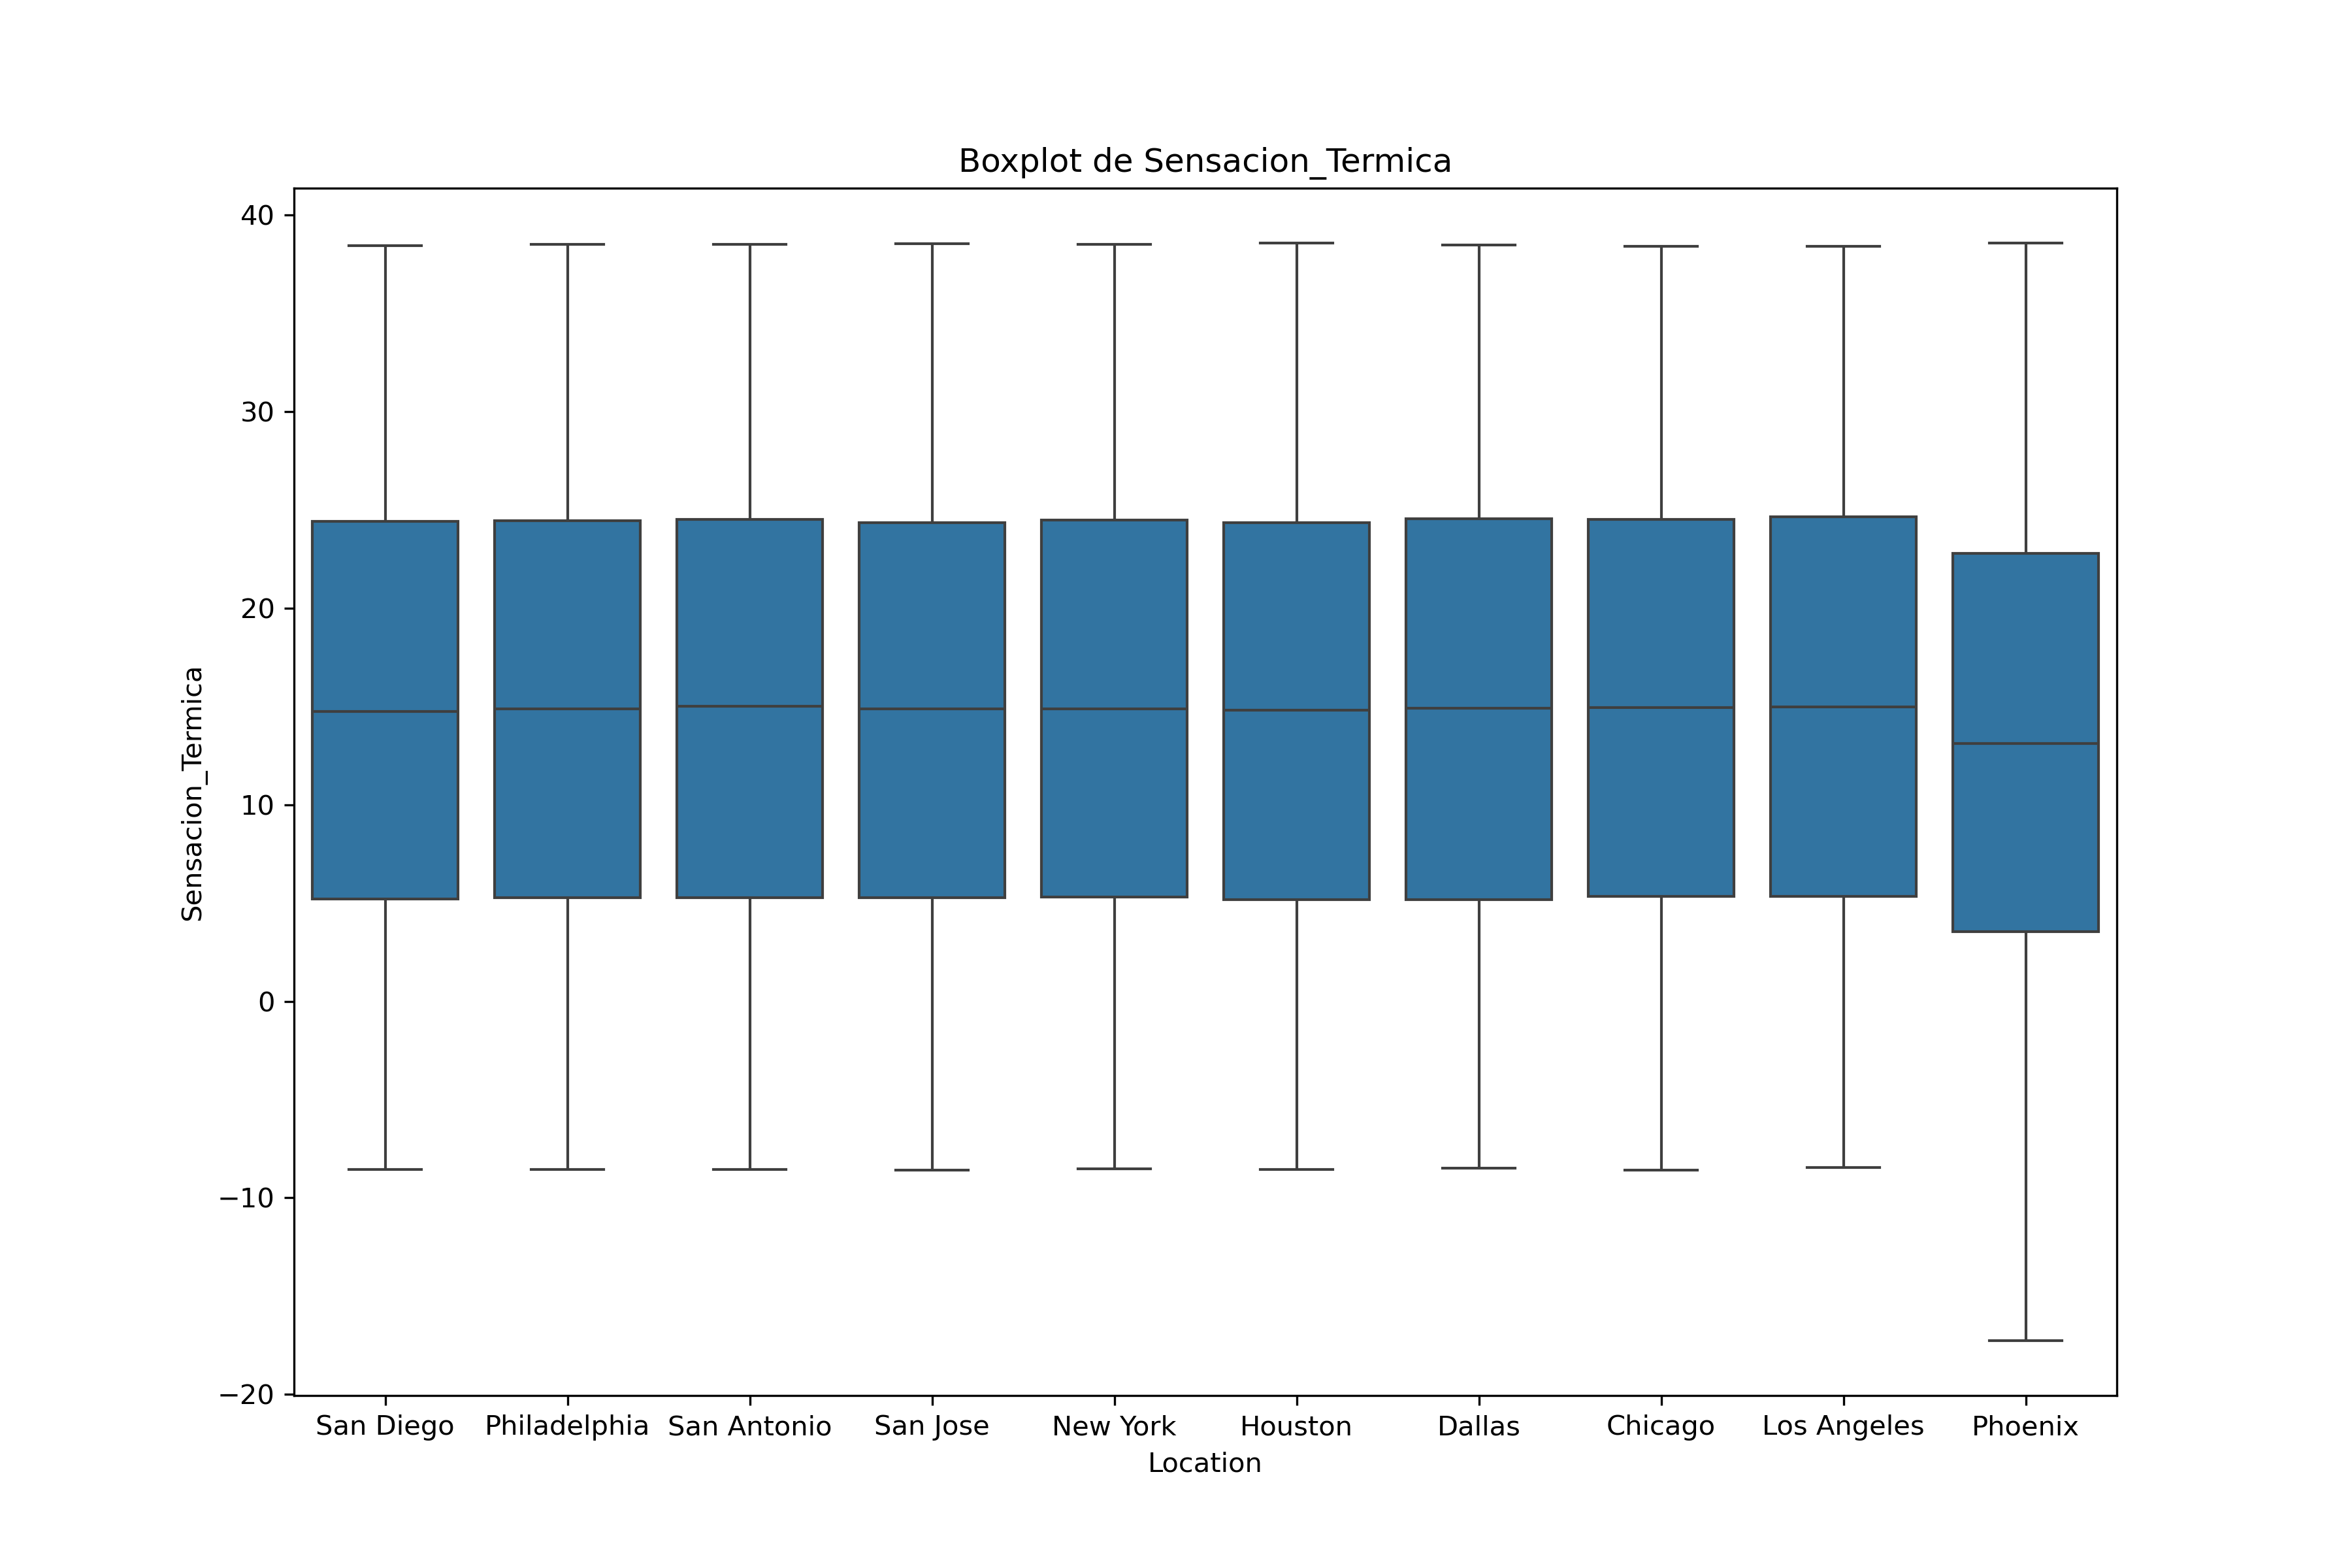 Boxplot de Sensacion_Termica
40
30
20
10
0
−10
−20
Sensacion_Termica
San Diego Philadelphia San Antonio San Jose New York Houston Dallas Chicago Los Angeles Phoenix
Location